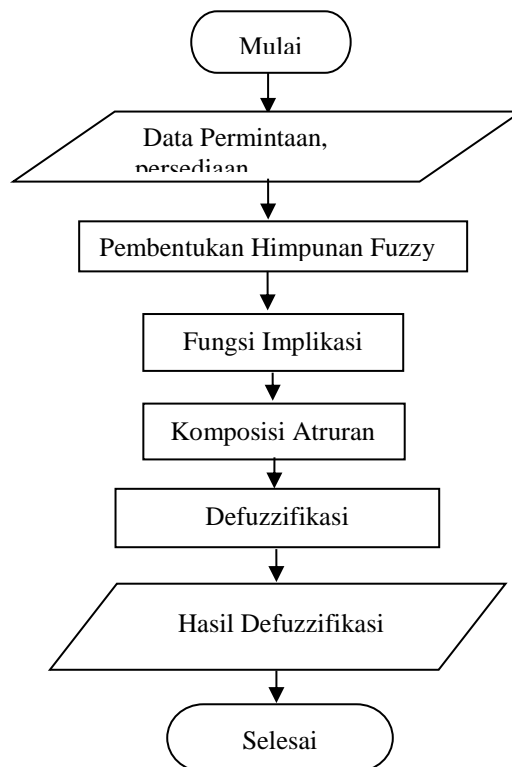 Mulai
Data Permintaan,
persediaan
Pembentukan Himpunan Fuzzy
Fungsi Implikasi
Komposisi Atruran
Defuzzifikasi
Hasil Defuzzifikasi
Selesai